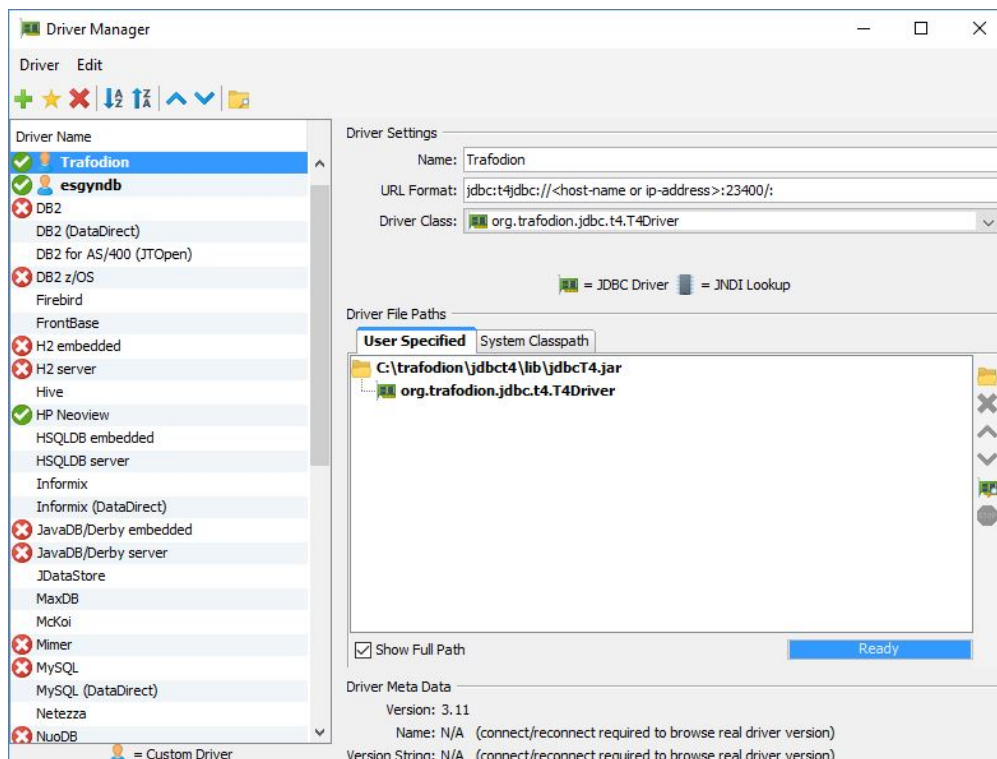 Driver Manager
Driver Edit
Driver Name
Trafodion
esgyndb
DB2
DB2 (DataDirect)
DB2 for AS/400 (JTOpen)
DB2 z/OS
Firebird
FrontBase
H2 embedded
H2 server
Hive
HP Neoview
HSQLDB embedded
HSQLDB server
Informix
Informix (DataDirect)
JavaDB/Derby embedded
JavaDB/Derby server
JDataStore
MaxDB
McKoi
Mimer
MySQL
MySQL (DataDirect)
Netezza
NuoDB
= Custom Driver
Driver Settings
Name: Trafodion
URL Format: jdbc:t4jdbc://<host-name or ip-address>:23400/:
Driver Class: org.trafodion.jdbc.t4.T4Driver
= JDBC Driver = JNDI Lookup
Driver File Paths
User Specified System Classpath
C:\trafodion\jdbct4\lib\jdbcT4.jar
org.trafodion.jdbc.t4.T4Driver
Show Full Path Ready
Driver Meta Data
Version: 3.11
Name: N/A (connect/reconnect required to browse real driver version)
Version String: N/A (connect/reconnect required to browse real driver version)